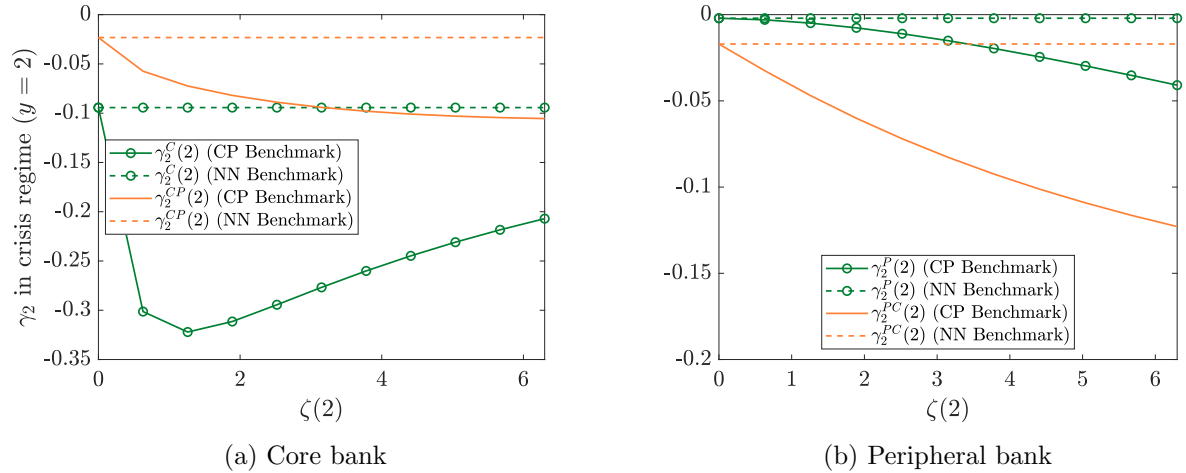 γ₂ in crisis regime (y = 2)
0
-0.05
-0.1
-0.15
-0.2
-0.25
-0.3
-0.35
γ₂^C(2) (CP Benchmark)
γ₂^C(2) (NN Benchmark)
γ₂^{CP}(2) (CP Benchmark)
γ₂^{CP}(2) (NN Benchmark)
0 2 4 6
ζ(2)
(a) Core bank
0
-0.05
-0.1
-0.15
-0.2
γ₂^P(2) (CP Benchmark)
γ₂^P(2) (NN Benchmark)
γ₂^{PC}(2) (CP Benchmark)
γ₂^{PC}(2) (NN Benchmark)
0 1 2 3 4 5 6
ζ(2)
(b) Peripheral bank